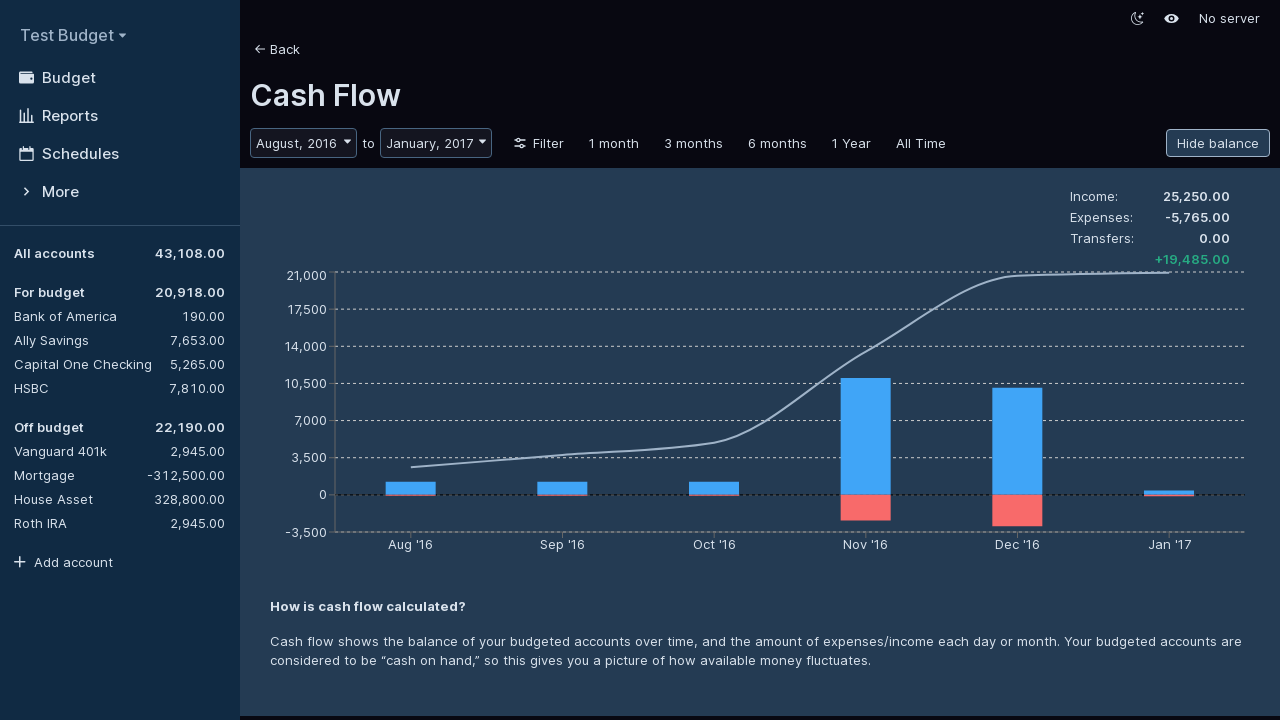 Test Budget
Budget
Reports
Schedules
More
All accounts 43,108.00
For budget 20,918.00
Bank of America 190.00
Ally Savings 7,653.00
Capital One Checking 5,265.00
HSBC 7,810.00
Off budget 22,190.00
Vanguard 401k 2,945.00
Mortgage -312,500.00
House Asset 328,800.00
Roth IRA 2,945.00
Add account
No server
Back
Cash Flow
August, 2016 to January, 2017 Filter 1 month 3 months 6 months 1 Year All Time Hide balance
Income: 25,250.00
Expenses: -5,765.00
Transfers: 0.00
+19,485.00
21,000
17,500
14,000
10,500
7,000
3,500
0
-3,500
Aug '16 Sep '16 Oct '16 Nov '16 Dec '16 Jan '17
How is cash flow calculated?
Cash flow shows the balance of your budgeted accounts over time, and the amount of expenses/income each day or month. Your budgeted accounts are
considered to be “cash on hand,” so this gives you a picture of how available money fluctuates.